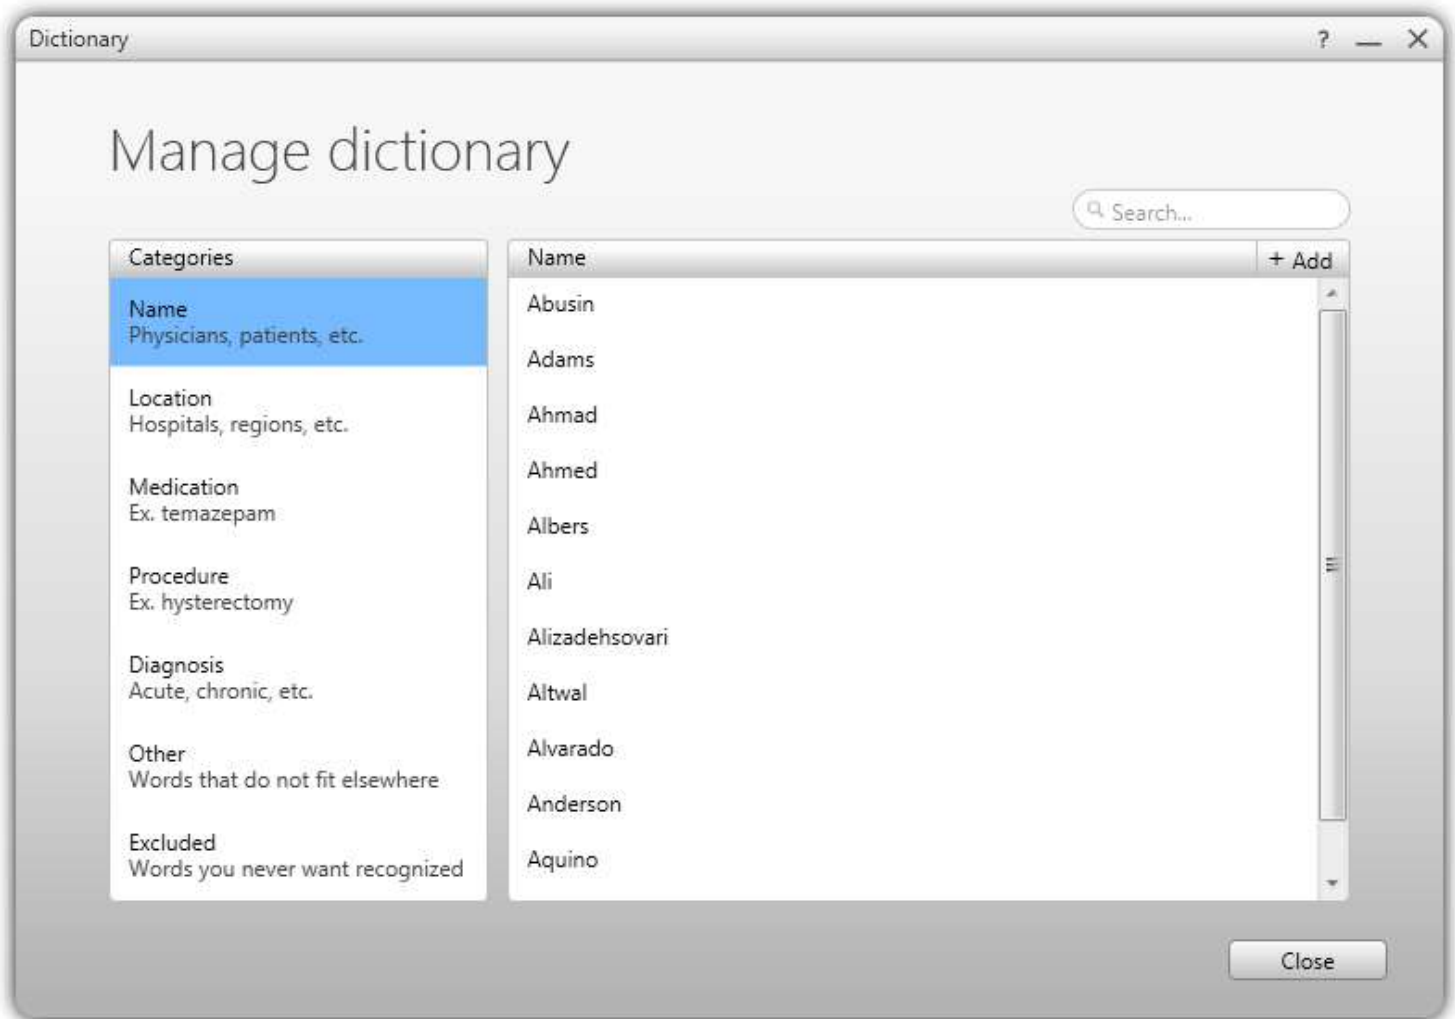 Dictionary
?
Manage dictionary
Search...
Categories
Name
Physicians, patients, etc.
Location
Hospitals, regions, etc.
Medication
Ex. temazepam
Procedure
Ex. hysterectomy
Diagnosis
Acute, chronic, etc.
Other
Words that do not fit elsewhere
Excluded
Words you never want recognized
Name
+ Add
Abusin
Adams
Ahmad
Ahmed
Albers
Ali
Alizadehsovari
Altwal
Alvarado
Anderson
Aquino
Close